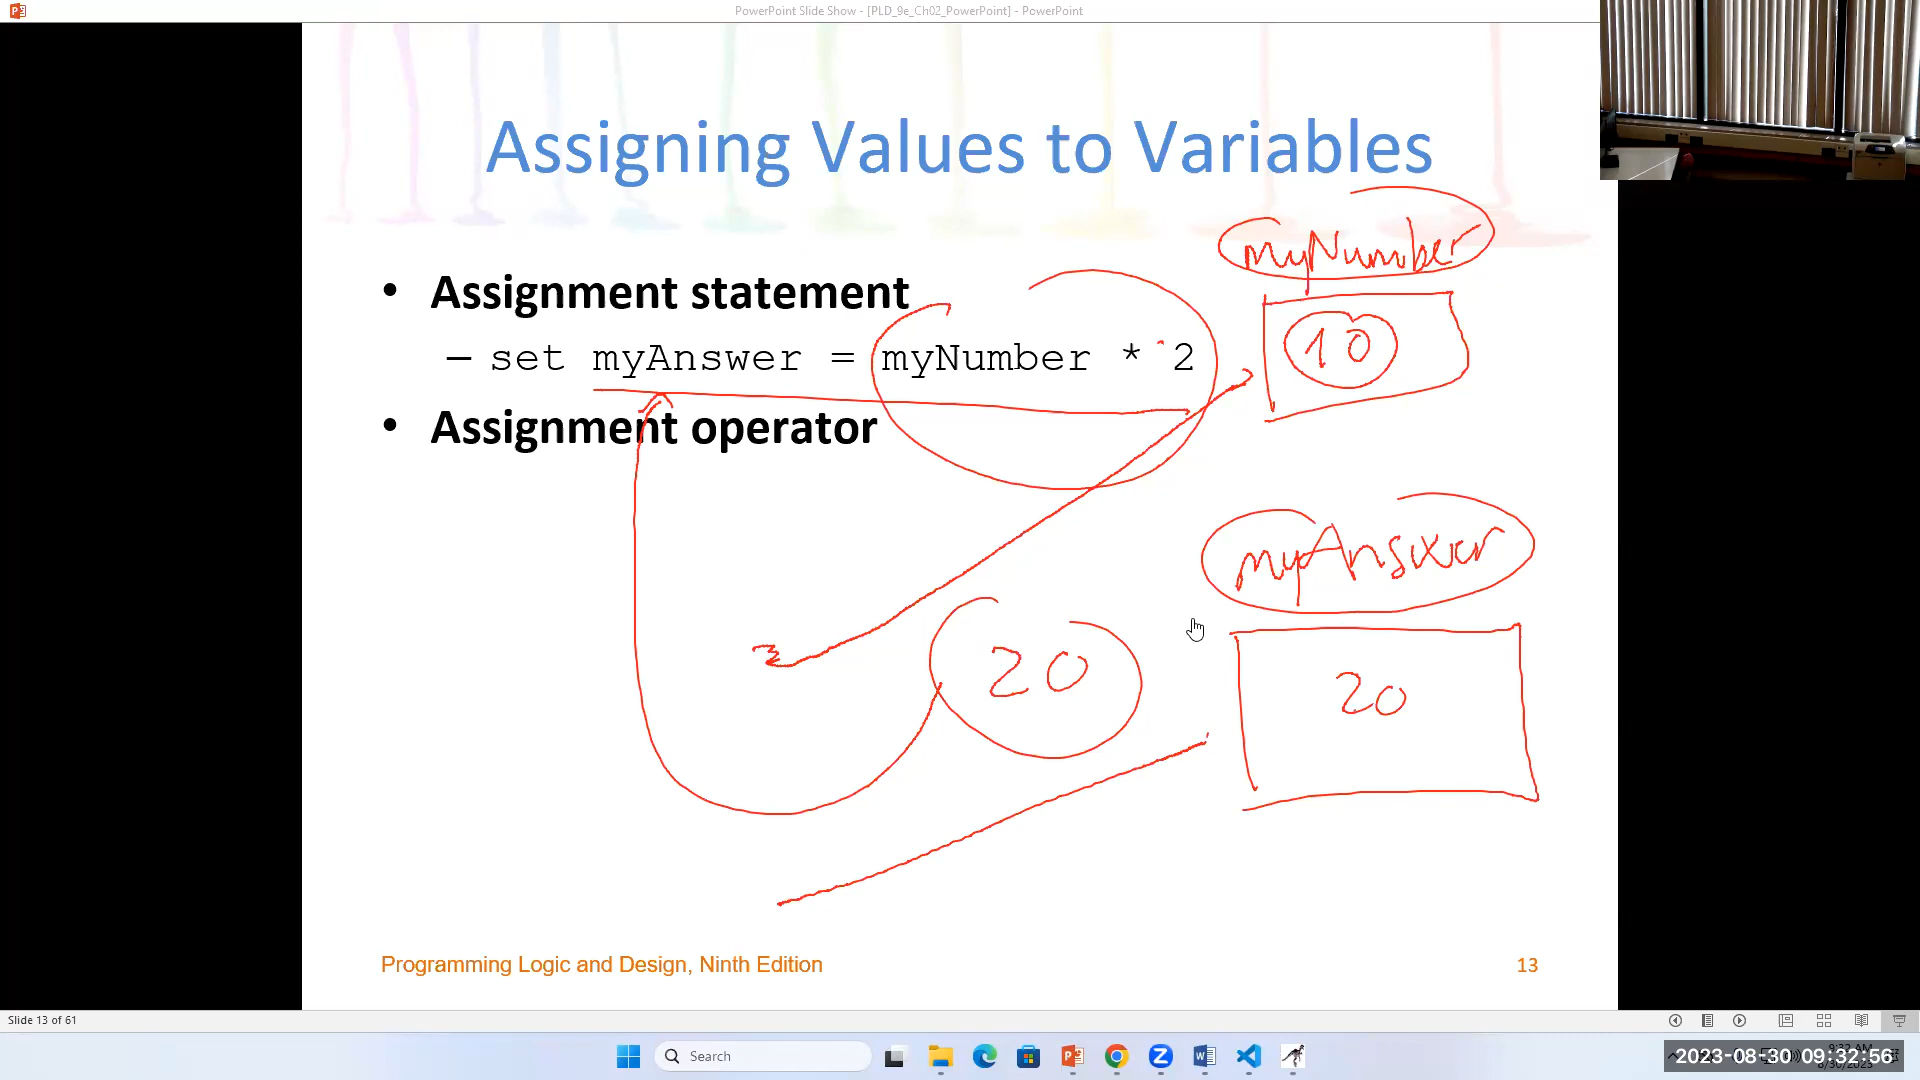 PowerPoint Slide Show - [PLD_9e_Ch02_PowerPoint] - PowerPoint
Assigning Values to Variables
myNumber
• Assignment statement
– set myAnswer = myNumber * 2
10
• Assignment operator
myAnswer
20
20
Programming Logic and Design, Ninth Edition
13
Slide 13 of 61
Search
2023-08-30 09:32:56